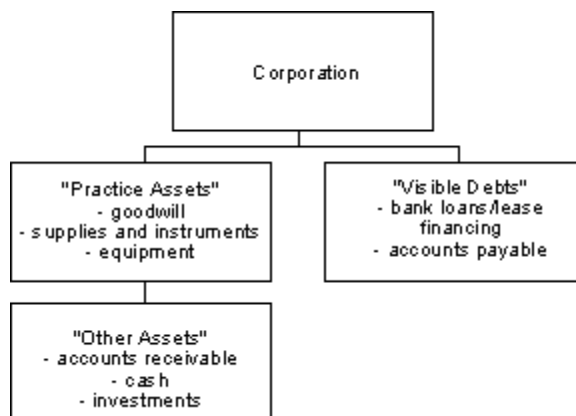 Corporation
"Practice Assets"
- goodwill
- supplies and instruments
- equipment
"Visible Debts"
- bank loans/lease
financing
- accounts payable
"Other Assets"
- accounts receivable
- cash
- investments